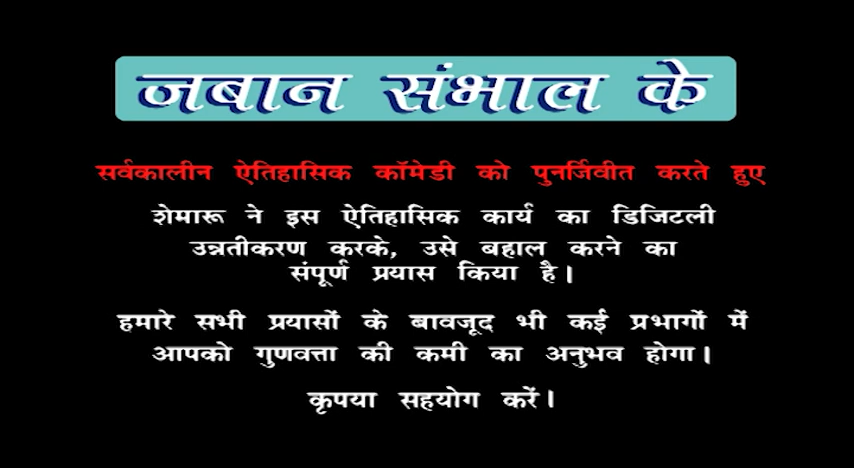 जबान संभाल के
सर्वकालीन ऐतिहासिक कॉमेडी को पुनर्जिवीत करते हुए
शेमारू ने इस ऐतिहासिक कार्य का डिजिटली
उन्नतीकरण करके, उसे बहाल करने का
संपूर्ण प्रयास किया है।
हमारे सभी प्रयासों के बावजूद भी कई प्रभागों में
आपको गुणवत्ता की कमी का अनुभव होगा।
कृपया सहयोग करें।